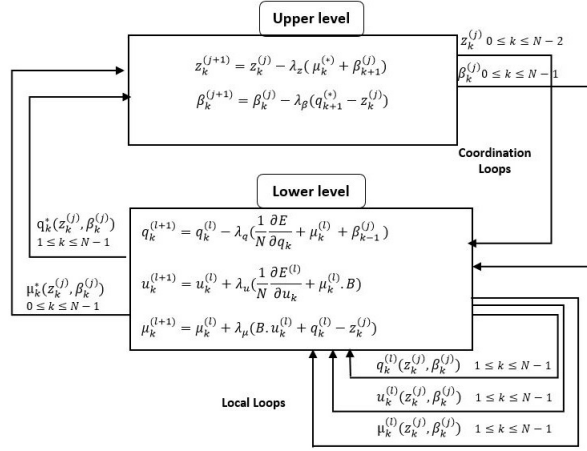 Upper level
z_k^{(j+1)} = z_k^{(j)} − λ_z( μ_k^{(*)} + β_{k+1}^{(j)})
β_k^{(j+1)} = β_k^{(j)} − λ_β(q_{k+1}^{(*)} − z_k^{(j)})
z_k^{(j)} 0 ≤ k ≤ N−2
β_k^{(j)} 0 ≤ k ≤ N−1
Coordination
Loops
Lower level
q_k^{(l+1)} = q_k^{(l)} − λ_q(1/N ∂E/∂q_k + μ_k^{(l)} + β_{k−1}^{(j)})
u_k^{(l+1)} = u_k^{(l)} + λ_u(1/N ∂E^{(l)}/∂u_k + μ_k^{(l)}.B)
μ_k^{(l+1)} = μ_k^{(l)} + λ_μ(B.u_k^{(l)} + q_k^{(l)} − z_k^{(j)})
q_k^*(z_k^{(j)}, β_k^{(j)})
1 ≤ k ≤ N−1
μ_k^*(z_k^{(j)}, β_k^{(j)})
0 ≤ k ≤ N−1
Local Loops
q_k^{(l)}(z_k^{(j)}, β_k^{(j)}) 1 ≤ k ≤ N−1
u_k^{(l)}(z_k^{(j)}, β_k^{(j)}) 1 ≤ k ≤ N−1
μ_k^{(l)}(z_k^{(j)}, β_k^{(j)}) 1 ≤ k ≤ N−1